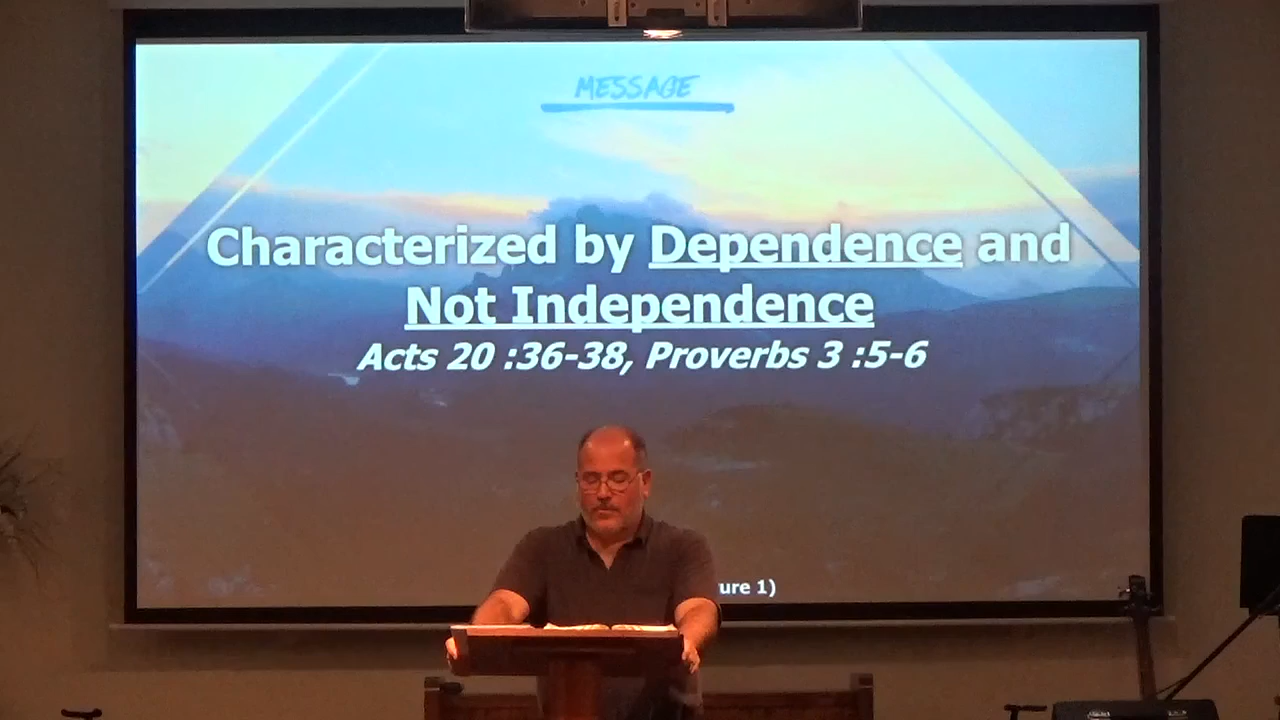 MESSAGE
Characterized by Dependence and
Not Independence
Acts 20 :36-38, Proverbs 3 :5-6
ure 1)